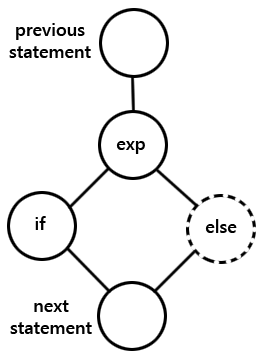 previous
statement
exp
if
else
next
statement